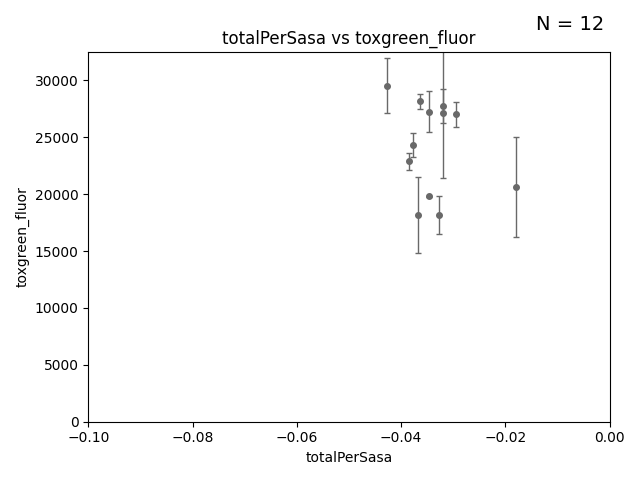 N = 12
totalPerSasa vs toxgreen_fluor
toxgreen_fluor
30000
25000
20000
15000
10000
5000
0
−0.10 −0.08 −0.06 −0.04 −0.02 0.00
totalPerSasa